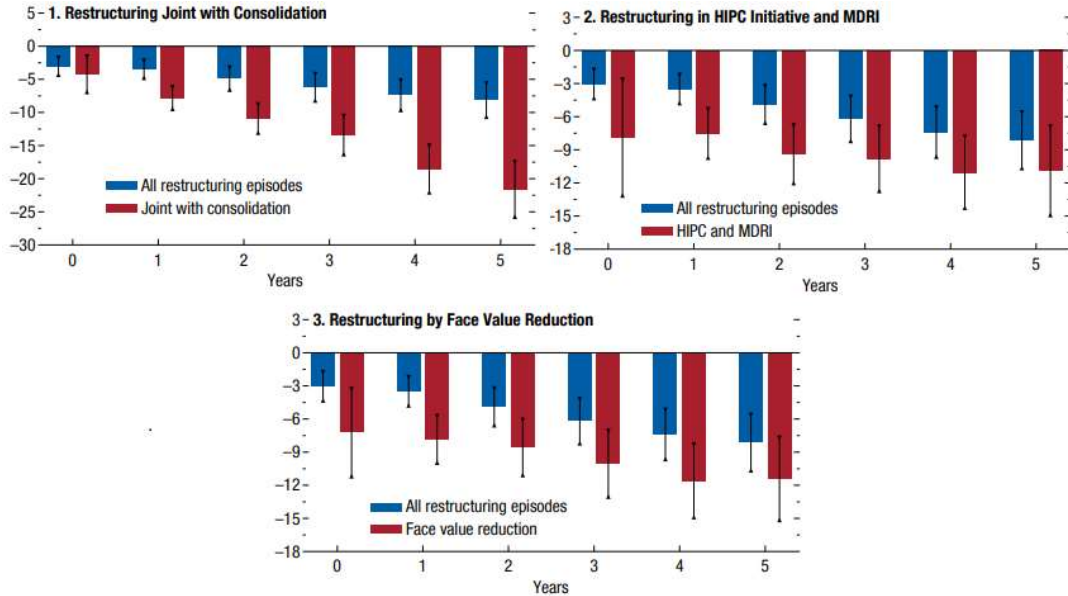 1. Restructuring Joint with Consolidation
5
0
–5
–10
–15
–20
–25
–30
All restructuring episodes
Joint with consolidation
0 1 2 3 4 5
Years
2. Restructuring in HIPC Initiative and MDRI
3
0
–3
–6
–9
–12
-15
-18
All restructuring episodes
HIPC and MDRI
0 1 2 3 4 5
Years
3. Restructuring by Face Value Reduction
3
0
–3
–6
–9
–12
–15
–18
All restructuring episodes
Face value reduction
0 1 2 3 4 5
Years